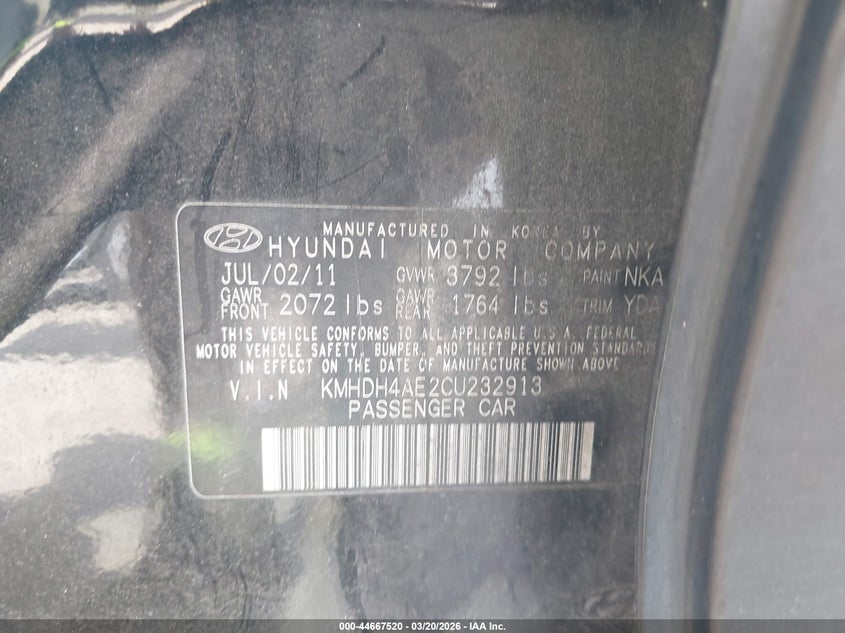 MANUFACTURED IN KOREA BY
HYUNDAI MOTOR COMPANY
JUL/02/11 GVWR 3792 lbs PAINT NKA
GAWR FRONT 2072 lbs GAWR REAR 1764 lbs TRIM YDA
THIS VEHICLE CONFORMS TO ALL APPLICABLE U.S.A. FEDERAL
MOTOR VEHICLE SAFETY, BUMPER, AND THEFT PREVENTION STANDARDS
IN EFFECT ON THE DATE OF MANUFACTURE SHOWN ABOVE
V.I.N KMHDH4AE2CU232913
PASSENGER CAR
000-44667520 - 03/20/2026 - IAA Inc.